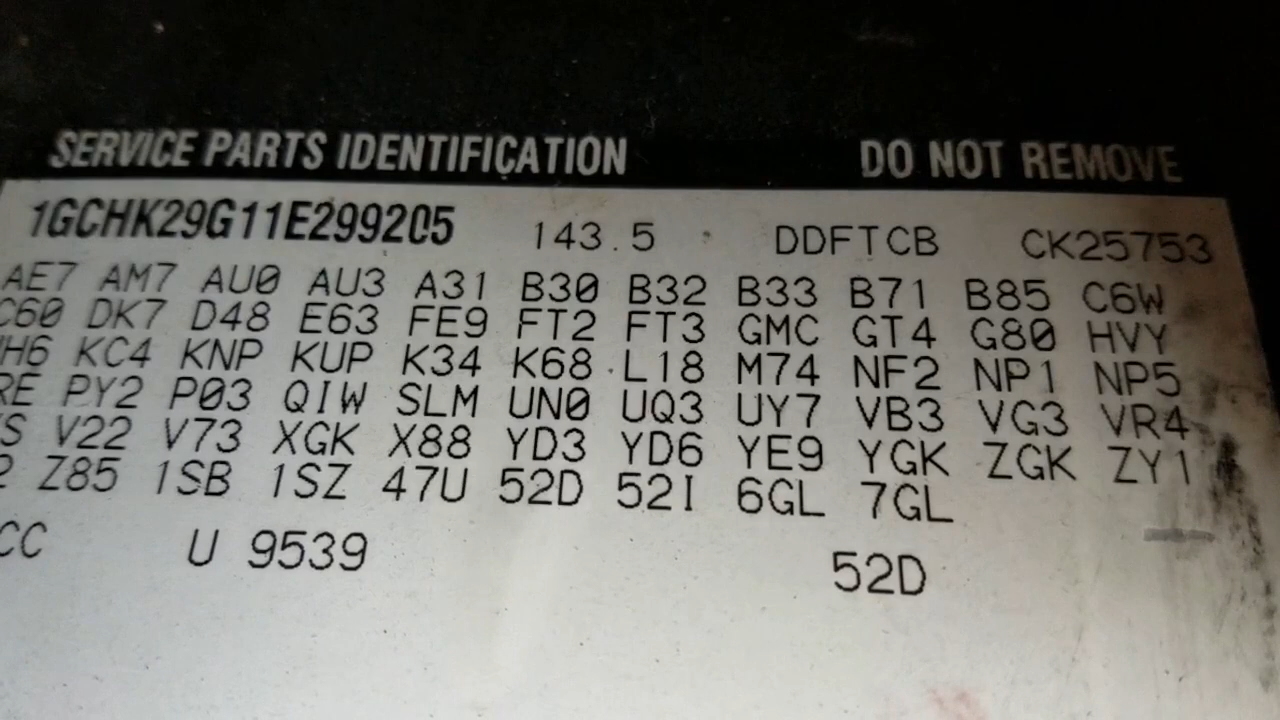 SERVICE PARTS IDENTIFICATION DO NOT REMOVE
1GCHK29G11E299205 143.5 DDFTCB CK25753
AE7 AM7 AU0 AU3 A31 B30 B32 B33 B71 B85 C6W
C60 DK7 D48 E63 FE9 FT2 FT3 GMC GT4 G80 HVY
H6 KC4 KNP KUP K34 K68 L18 M74 NF2 NP1 NP5
RE PY2 P03 QIW SLM UN0 UQ3 UY7 VB3 VG3 VR4
S V22 V73 XGK X88 YD3 YD6 YE9 YGK ZGK ZY1
2 Z85 1SB 1SZ 47U 52D 52I 6GL 7GL
CC U 9539 52D